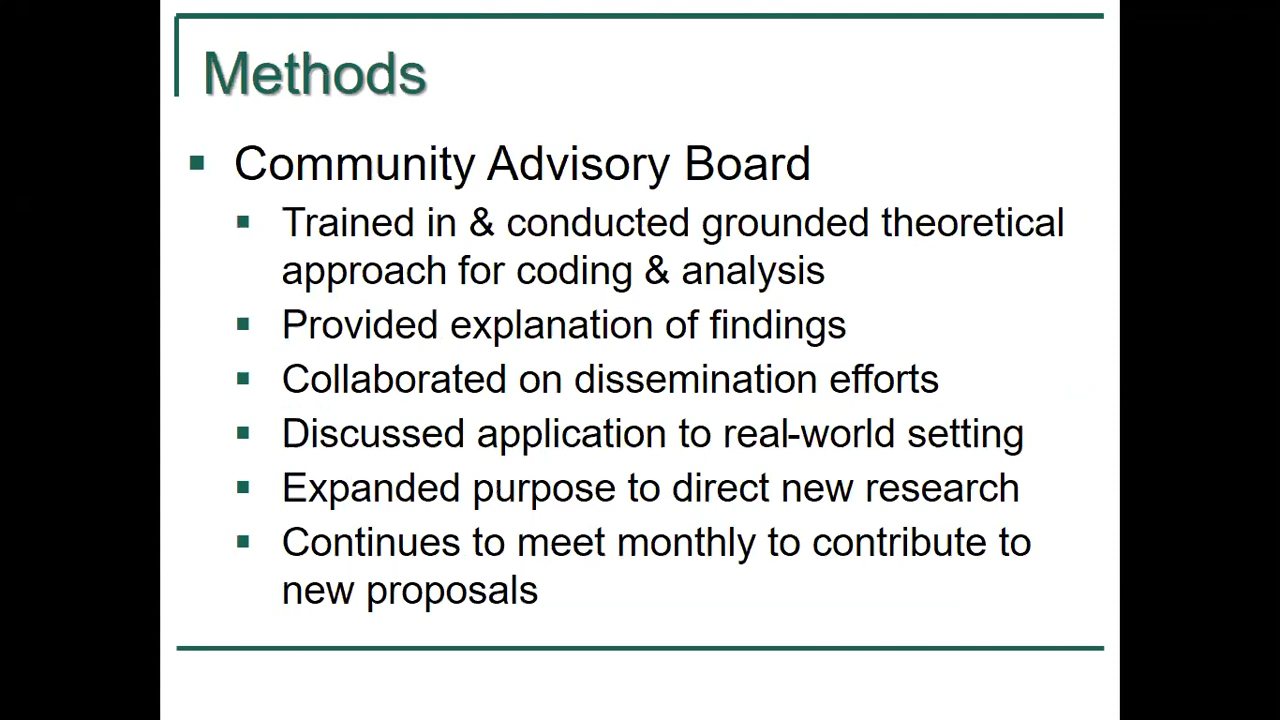 Methods
Community Advisory Board
Trained in & conducted grounded theoretical
approach for coding & analysis
Provided explanation of findings
Collaborated on dissemination efforts
Discussed application to real-world setting
Expanded purpose to direct new research
Continues to meet monthly to contribute to
new proposals